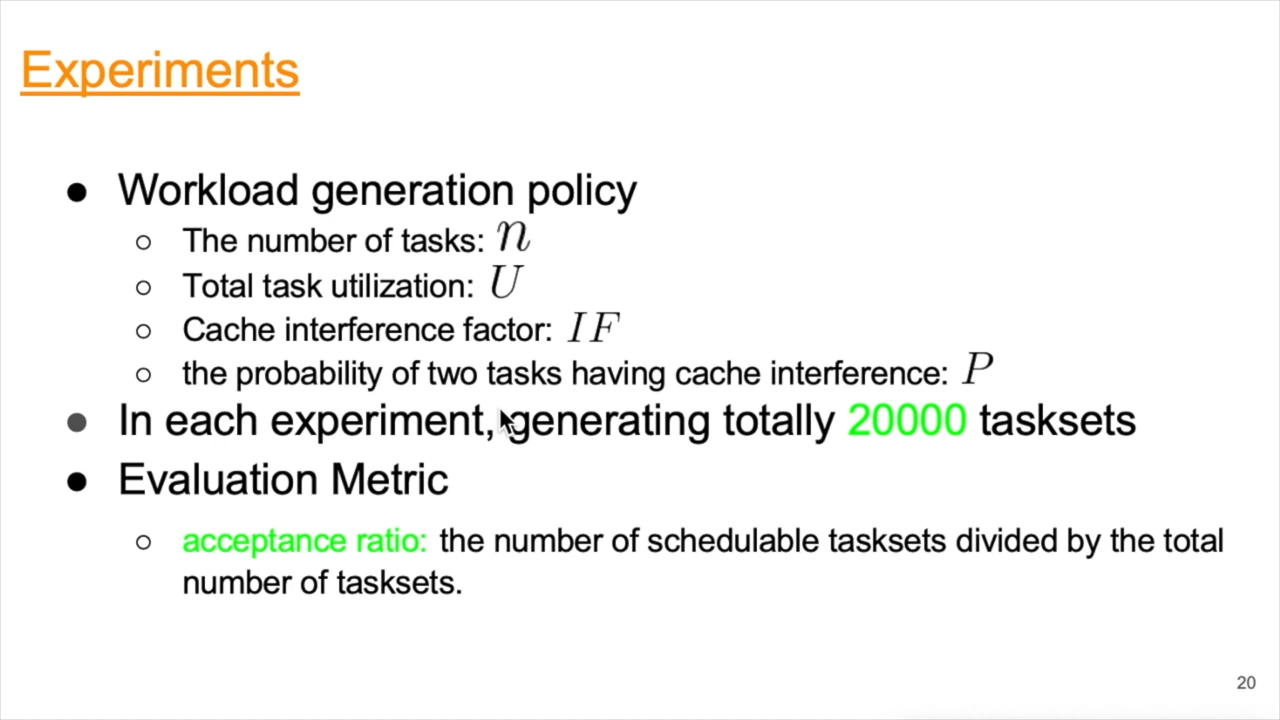 Experiments
● Workload generation policy
○ The number of tasks: n
○ Total task utilization: U
○ Cache interference factor: IF
○ the probability of two tasks having cache interference: P
● In each experiment, generating totally 20000 tasksets
● Evaluation Metric
○ acceptance ratio: the number of schedulable tasksets divided by the total
number of tasksets.
20